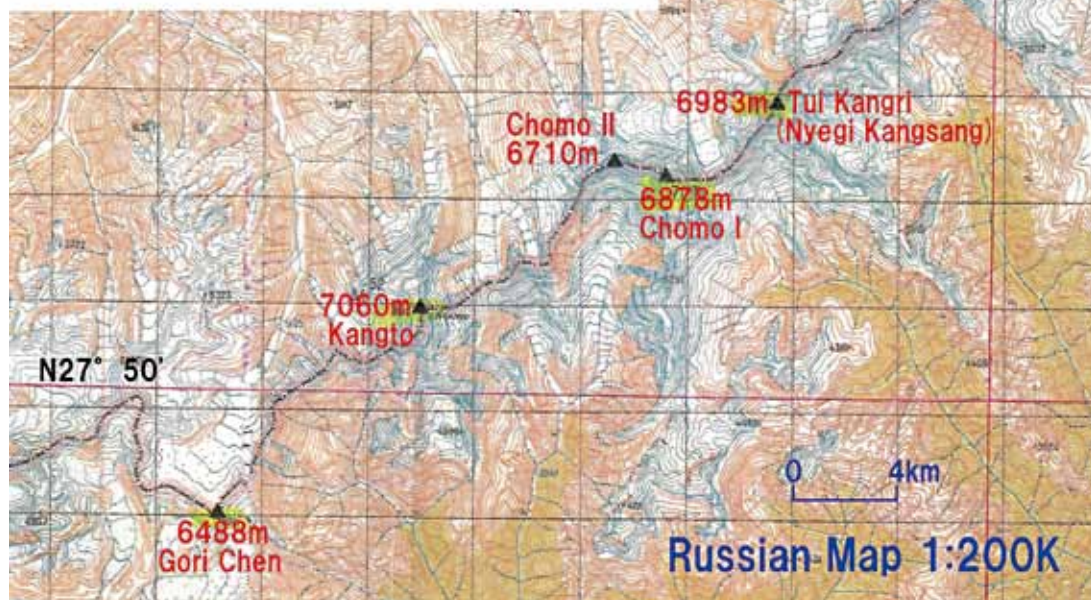 6983m Tul Kangri
(Nyegi Kangsang)
Chomo II
6710m
6878m
Chomo I
7060m
Kangto
N27° 50'
0 4km
6488m
Gori Chen
Russian Map 1:200K